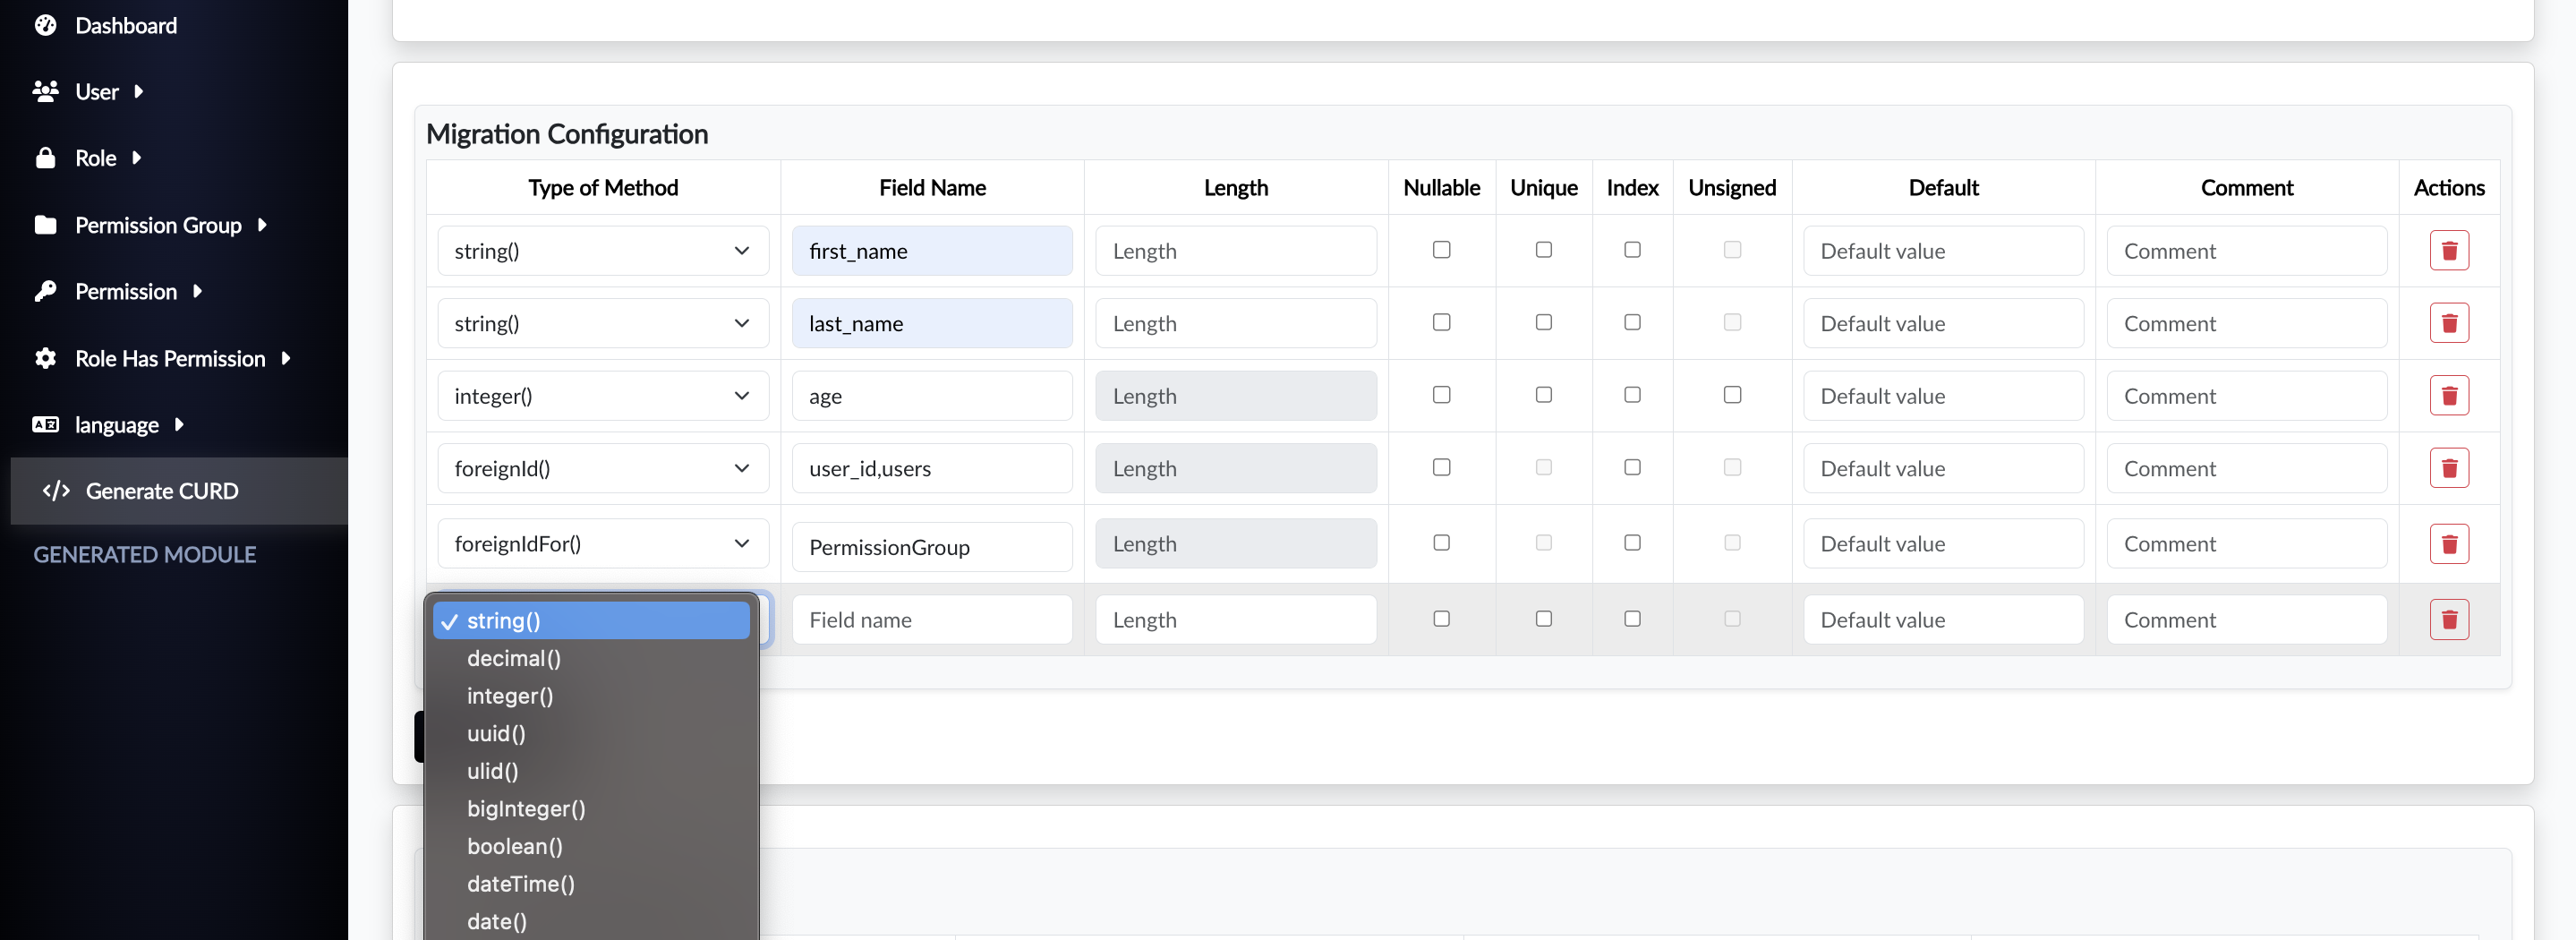 Dashboard
User
Role
Permission Group
Permission
Role Has Permission
language
Generate CURD
GENERATED MODULE
Migration Configuration
Type of Method Field Name Length Nullable Unique Index Unsigned Default Comment Actions
string() first_name Length Default value Comment
string() last_name Length Default value Comment
integer() age Length Default value Comment
foreignId() user_id,users Length Default value Comment
foreignIdFor() PermissionGroup Length Default value Comment
string() Field name Length Default value Comment
decimal()
integer()
uuid()
ulid()
bigInteger()
boolean()
dateTime()
date()